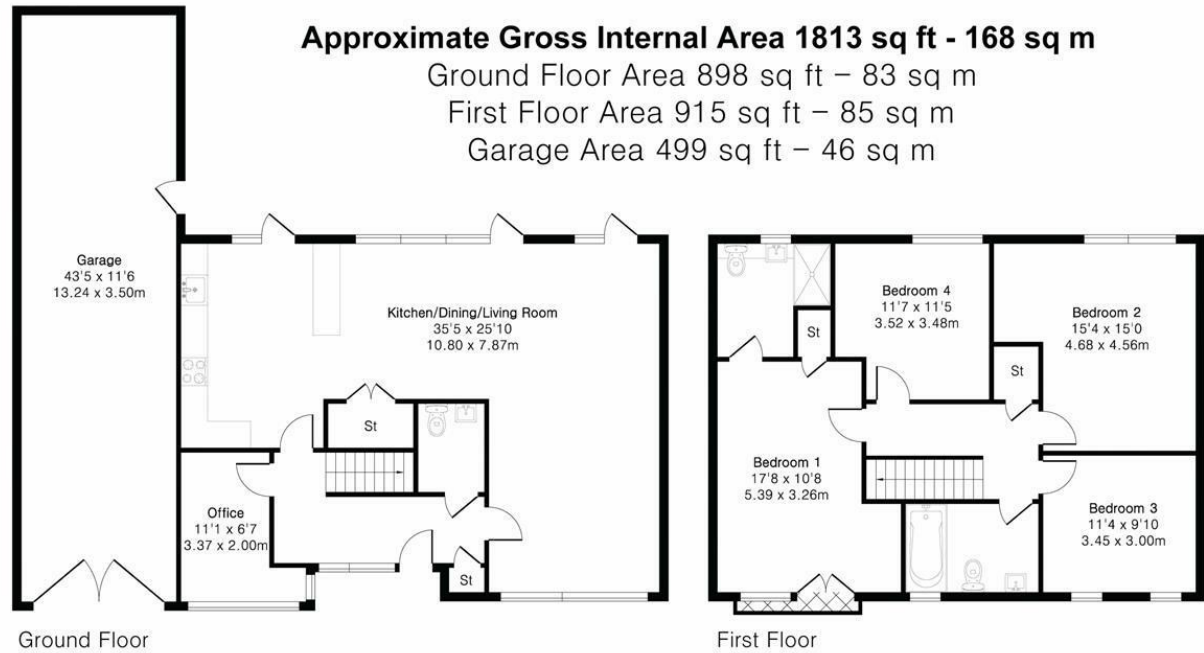 Approximate Gross Internal Area 1813 sq ft - 168 sq m
Ground Floor Area 898 sq ft – 83 sq m
First Floor Area 915 sq ft – 85 sq m
Garage Area 499 sq ft – 46 sq m
Garage
43'5 x 11'6
13.24 x 3.50m
Kitchen/Dining/Living Room
35'5 x 25'10
10.80 x 7.87m
St
Office
11'1 x 6'7
3.37 x 2.00m
St
Ground Floor
Bedroom 4
11'7 x 11'5
3.52 x 3.48m
Bedroom 2
15'4 x 15'0
4.68 x 4.56m
St
St
Bedroom 1
17'8 x 10'8
5.39 x 3.26m
Bedroom 3
11'4 x 9'10
3.45 x 3.00m
First Floor